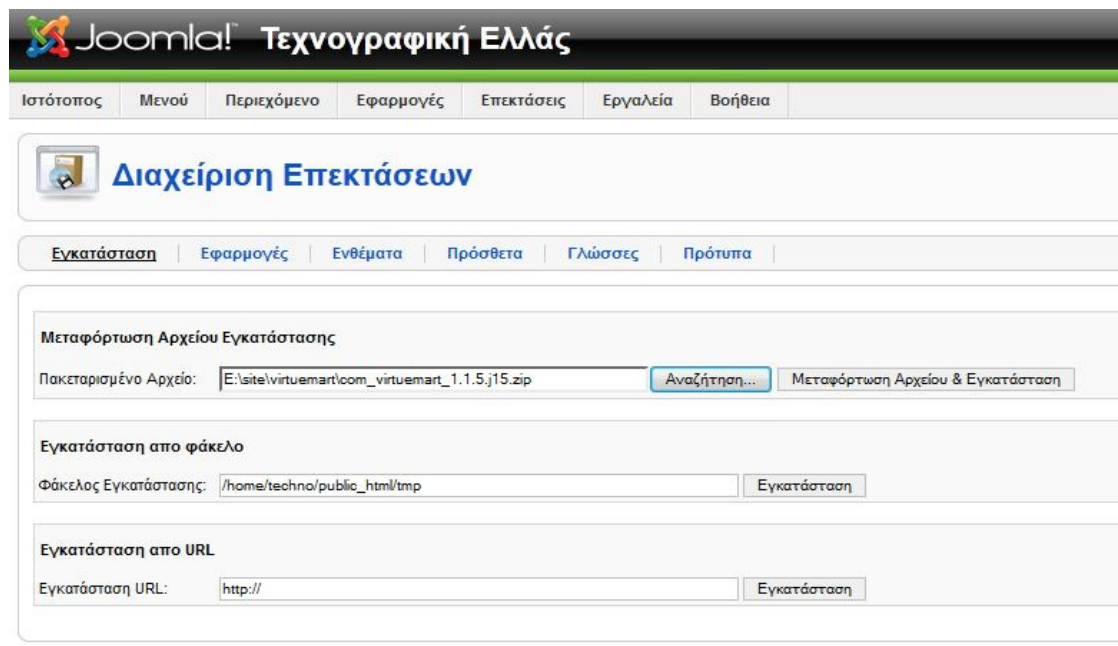 Joomla!™ Τεχνογραφική Ελλάς
Ιστότοπος Μενού Περιεχόμενο Εφαρμογές Επεκτάσεις Εργαλεία Βοήθεια
Διαχείριση Επεκτάσεων
Εγκατάσταση Εφαρμογές Ενθέματα Πρόσθετα Γλώσσες Πρότυπα
Μεταφόρτωση Αρχείου Εγκατάστασης
Πακεταρισμένο Αρχείο: E:\site\virtuemart\com_virtuemart_1.1.5.j15.zip Αναζήτηση... Μεταφόρτωση Αρχείου & Εγκατάσταση
Εγκατάσταση απο φάκελο
Φάκελος Εγκατάστασης: /home/techno/public_html/tmp Εγκατάσταση
Εγκατάσταση απο URL
Εγκατάσταση URL: http:// Εγκατάσταση